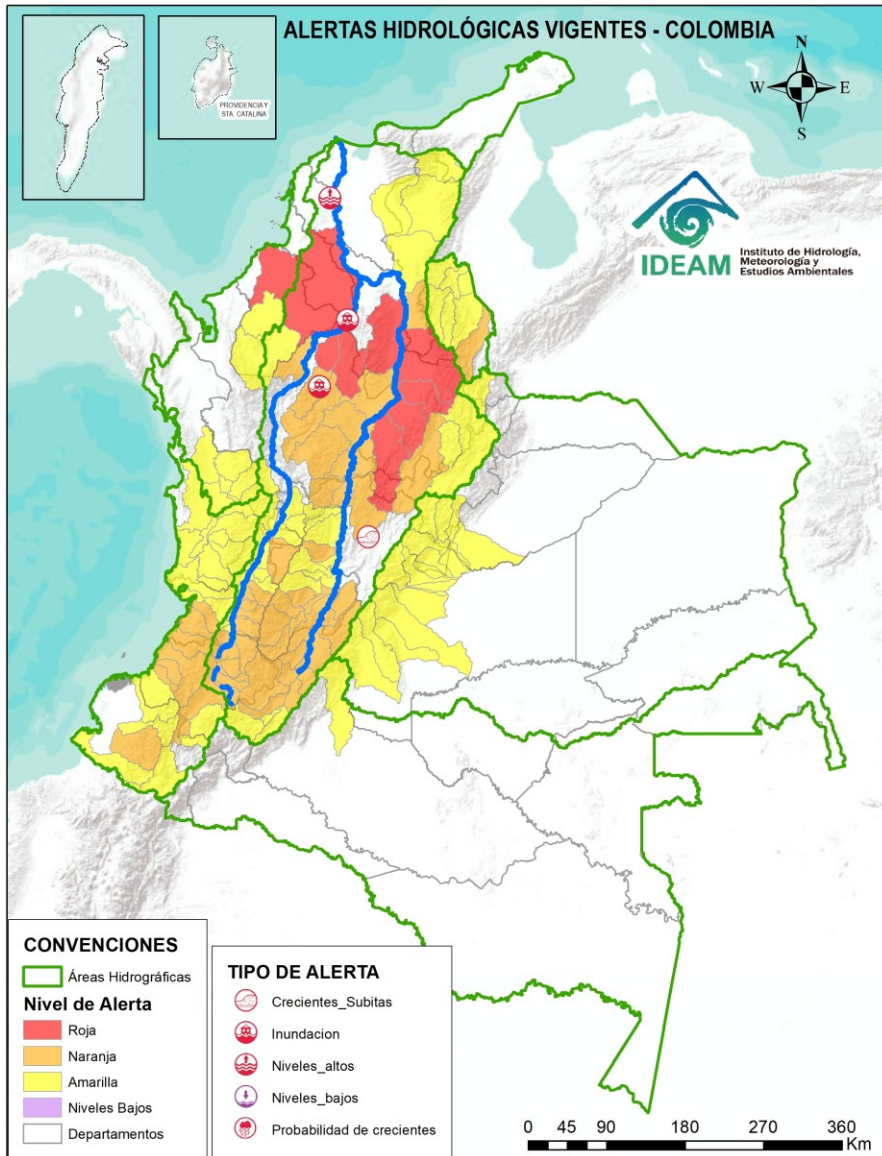 ALERTAS HIDROLÓGICAS VIGENTES - COLOMBIA
PROVIDENCIA Y
STA. CATALINA
N
W
E
S
IDEAM
Instituto de Hidrología,
Meteorología y
Estudios Ambientales
CONVENCIONES
Áreas Hidrográficas
Nivel de Alerta
Roja
Naranja
Amarilla
Niveles Bajos
Departamentos
TIPO DE ALERTA
Crecientes_Subitas
Inundacion
Niveles_altos
Niveles_bajos
Probabilidad de crecientes
0 45 90 180 270 360
Km